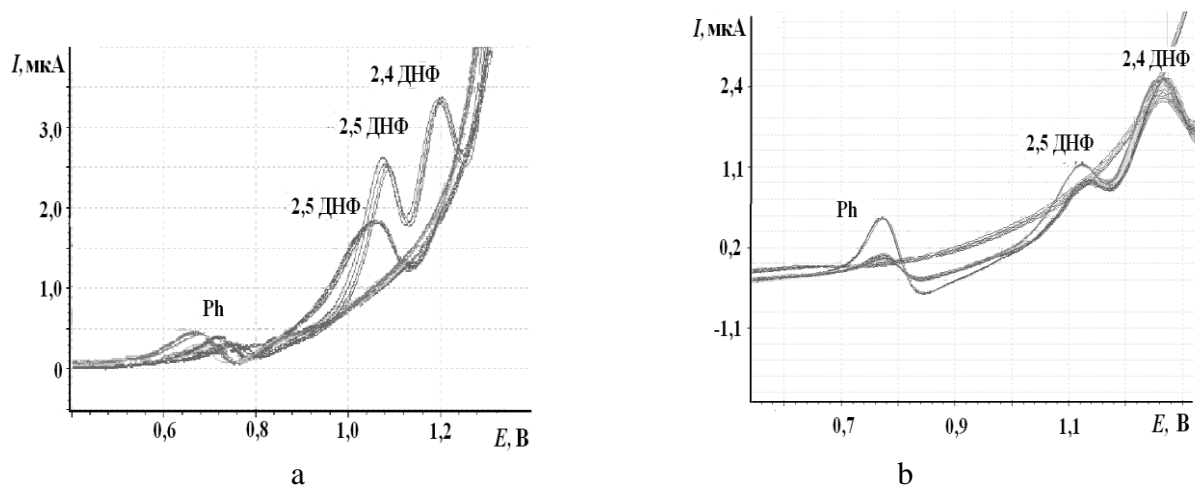 I, мкА
2,4 ДНФ
2,5 ДНФ
2,5 ДНФ
Ph
3,0
2,0
1,0
0
0,6 0,8 1,0 1,2 E, В
a
I, мкА
2,4 ДНФ
2,5 ДНФ
Ph
2,4
1,1
0,2
-1,1
0,7 0,9 1,1 E, В
b